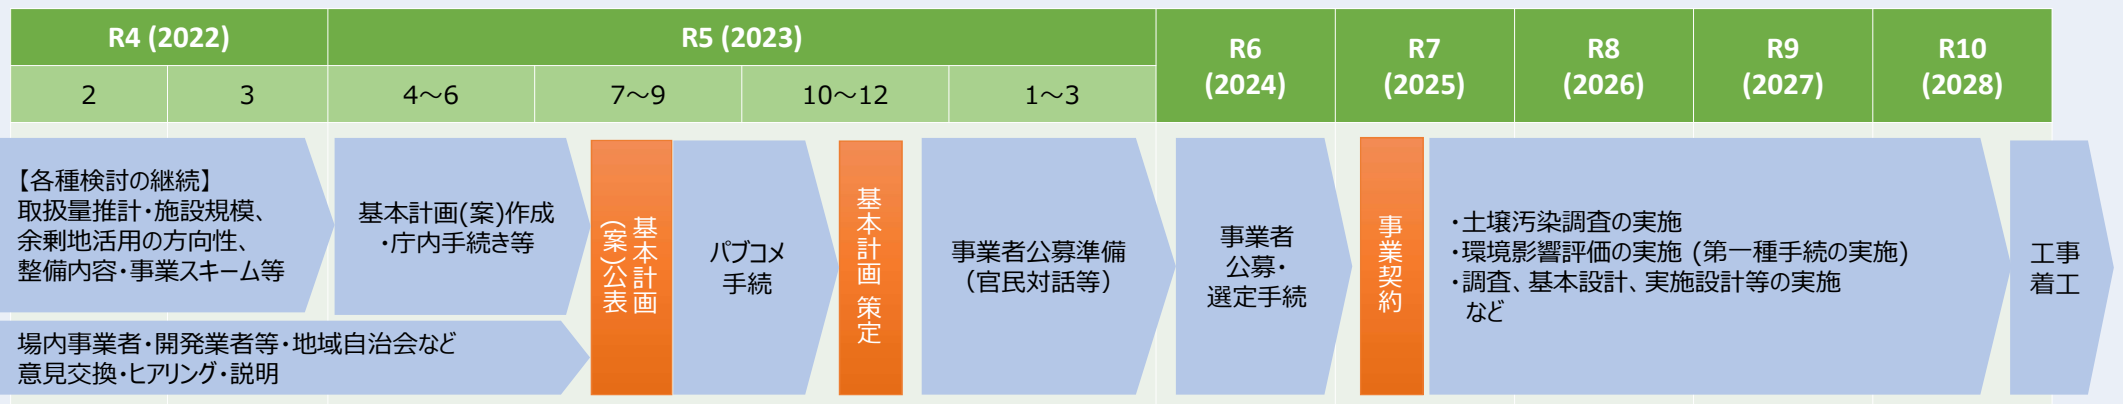 R4 (2022)
R5 (2023)
R6
(2024)
R7
(2025)
R8
(2026)
R9
(2027)
R10
(2028)
2
3
4～6
7～9
10～12
1～3
【各種検討の継続】
取扱量推計・施設規模、
余剰地活用の方向性、
整備内容・事業スキーム等
基本計画(案)作成
・庁内手続き等
場内事業者・開発業者等・地域自治会など
意見交換・ヒアリング・説明
基本計画
(案)公表
パブコメ
手続
基本計画 策定
事業者公募準備
（官民対話等）
事業者
公募・
選定手続
事業契約
・土壌汚染調査の実施
・環境影響評価の実施 (第一種手続の実施)
・調査、基本設計、実施設計等の実施
など
工事
着工